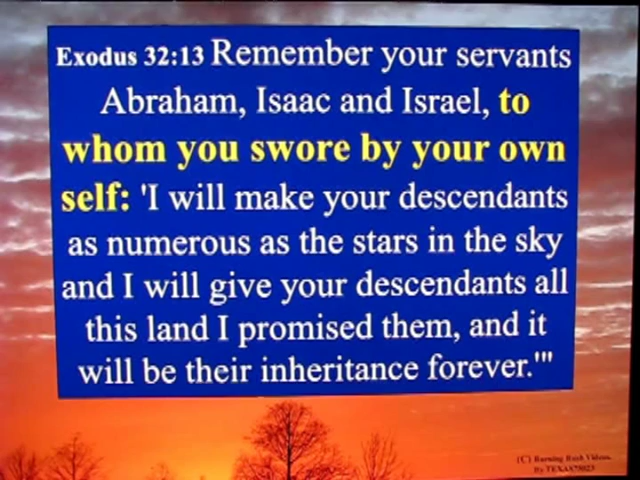 Exodus 32:13 Remember your servants
Abraham, Isaac and Israel, to
whom you swore by your own
self: 'I will make your descendants
as numerous as the stars in the sky
and I will give your descendants all
this land I promised them, and it
will be their inheritance forever.'"
(C) Burning Bush Videos.
By TEXAS70023